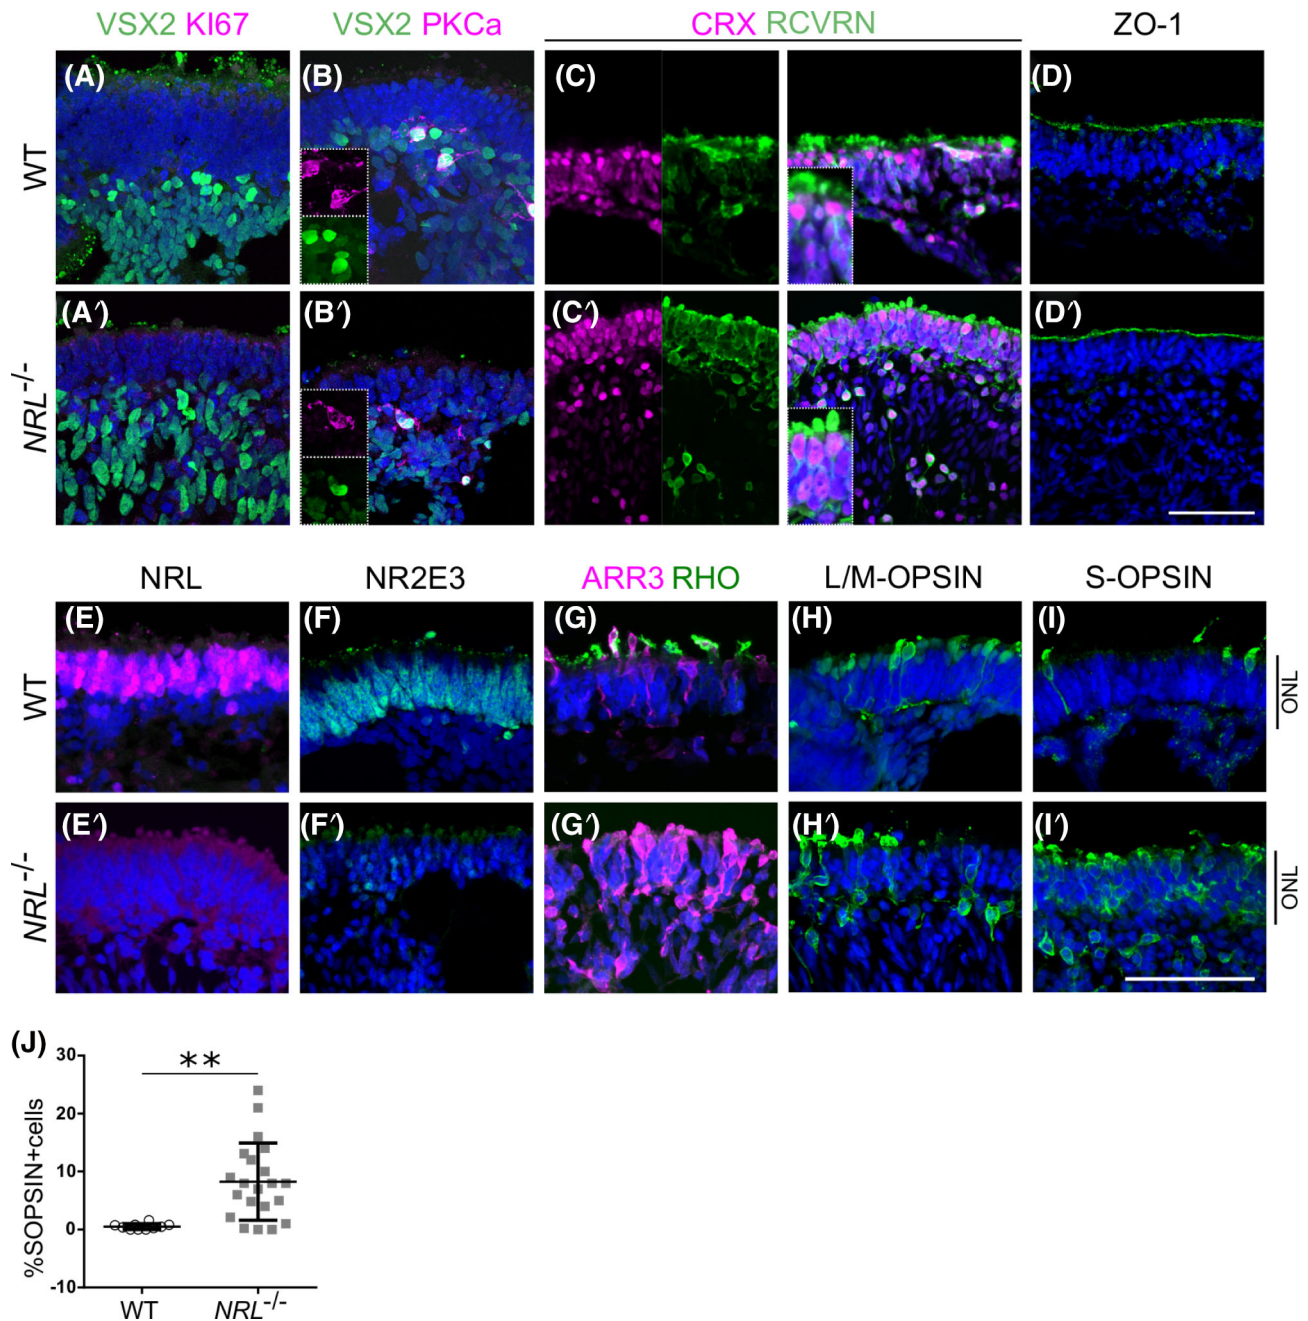 VSX2 KI67 VSX2 PKCa CRX RCVRN ZO-1
WT (A) (B) (C) (D)
NRL-/- (A′) (B′) (C′) (D′)
NRL NR2E3 ARR3 RHO L/M-OPSIN S-OPSIN
WT (E) (F) (G) (H) (I) ONL
NRL-/- (E′) (F′) (G′) (H′) (I′) ONL
(J)
%SOPSIN+cells
30
20
10
0
-10
**
WT NRL-/-